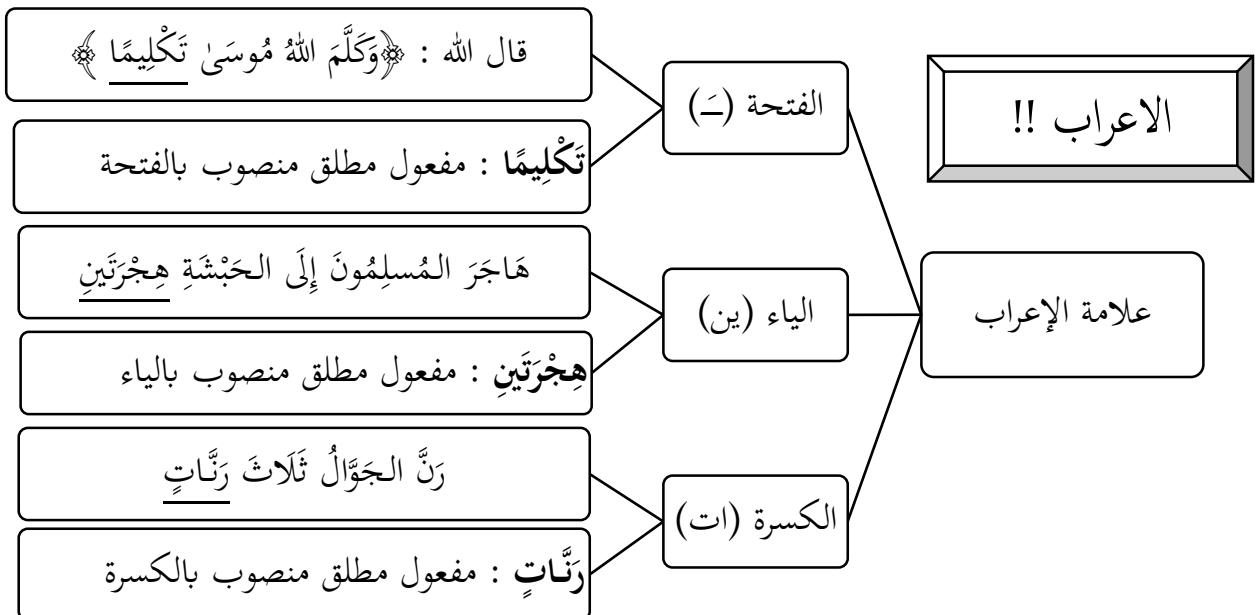 الاعراب !!
علامة الإعراب
الفتحة (ـَ)
قال الله : ﴿وَكَلَّمَ اللهُ مُوسَىٰ تَكْلِيمًا ﴾
تَكْلِيمًا : مفعول مطلق منصوب بالفتحة
الياء (ين)
هَاجَرَ المُسلِمُونَ إِلَى الحَبْشَةِ هِجْرَتَينِ
هِجْرَتَينِ : مفعول مطلق منصوب بالياء
الكسرة (ات)
رَنَّ الجَوَّالُ ثَلَاثَ رَنَّاتٍ
رَنَّاتٍ : مفعول مطلق منصوب بالكسرة